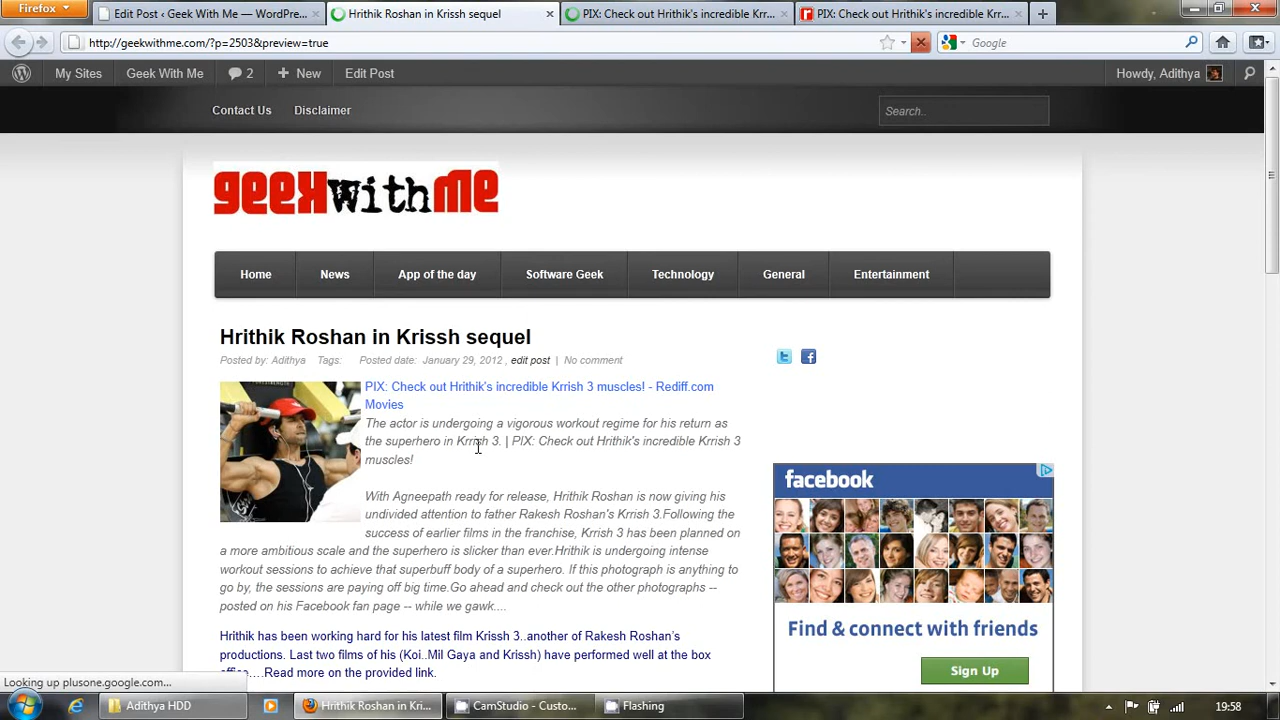 Firefox
Edit Post ‹ Geek With Me — WordPre...
Hrithik Roshan in Krissh sequel
PIX: Check out Hrithik's incredible Krr...
PIX: Check out Hrithik's incredible Krr...
http://geekwithme.com/?p=2503&preview=true
Google
My Sites
Geek With Me
2
New
Edit Post
Howdy, Adithya
Contact Us
Disclaimer
Search..
geekwithme
Home
News
App of the day
Software Geek
Technology
General
Entertainment
Hrithik Roshan in Krissh sequel
Posted by: Adithya Tags: Posted date: January 29, 2012 , edit post | No comment
PIX: Check out Hrithik's incredible Krrish 3 muscles! - Rediff.com
Movies
The actor is undergoing a vigorous workout regime for his return as
the superhero in Krrish 3. | PIX: Check out Hrithik's incredible Krrish 3
muscles!
With Agneepath ready for release, Hrithik Roshan is now giving his
undivided attention to father Rakesh Roshan's Krrish 3.Following the
success of earlier films in the franchise, Krrish 3 has been planned on
a more ambitious scale and the superhero is slicker than ever.Hrithik is undergoing intense
workout sessions to achieve that superbuff body of a superhero. If this photograph is anything to
go by, the sessions are paying off big time.Go ahead and check out the other photographs --
posted on his Facebook fan page -- while we gawk....
Hrithik has been working hard for his latest film Krissh 3..another of Rakesh Roshan's
productions. Last two films of his (Koi..Mil Gaya and Krissh) have performed well at the box
office....Read more on the provided link.
facebook
Find & connect with friends
Sign Up
Looking up plusone.google.com...
Adithya HDD
Hrithik Roshan in Kri...
CamStudio - Custo...
Flashing
19:58